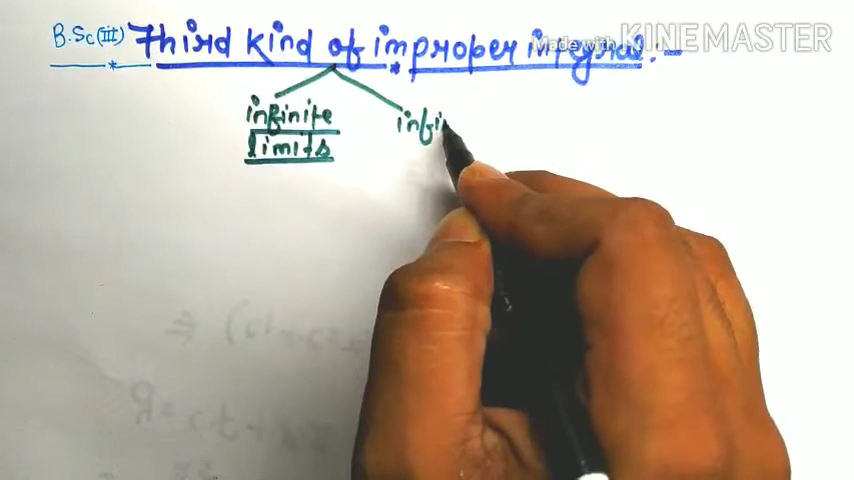 B.Sc(III) Third kind of improper integral :-
Made with KINEMASTER
infinite infi
limits